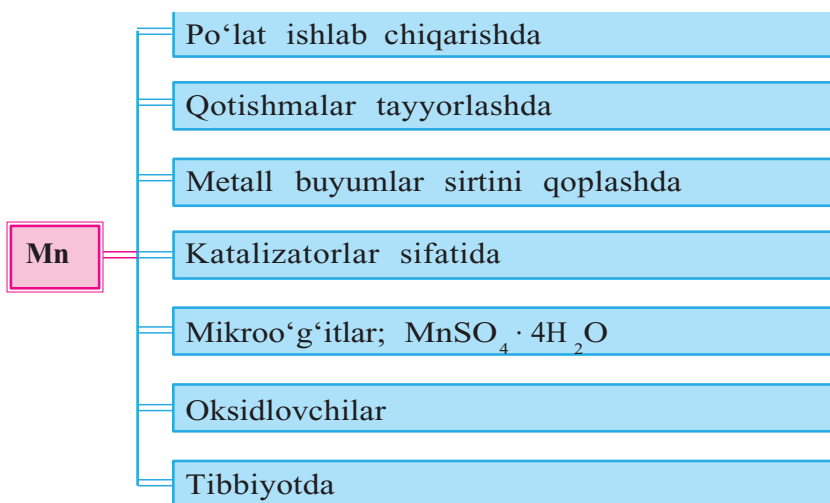 Po‘lat ishlab chiqarishda
Qotishmalar tayyorlashda
Metall buyumlar sirtini qoplashda
Mn
Katalizatorlar sifatida
Mikroo‘g‘itlar; MnSO₄ · 4H₂O
Oksidlovchilar
Tibbiyotda